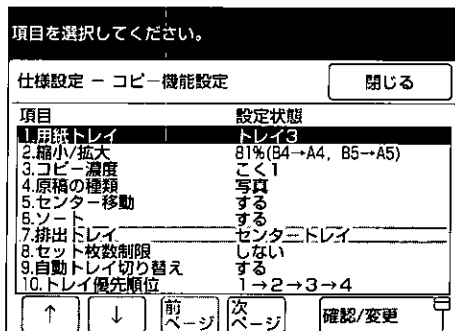 項目を選択してください。
仕様設定 − コピー機能設定 閉じる
項目 設定状態
1.用紙トレイ トレイ3
2.縮小/拡大 81%(B4→A4, B5→A5)
3.コピー濃度 こく1
4.原稿の種類 写真
5.センター移動 する
6.ソート する
7.排出トレイ センタートレイ
8.セット枚数制限 しない
9.自動トレイ切り替え する
10.トレイ優先順位 1→2→3→4
↑ ↓ 前ページ 次ページ 確認/変更